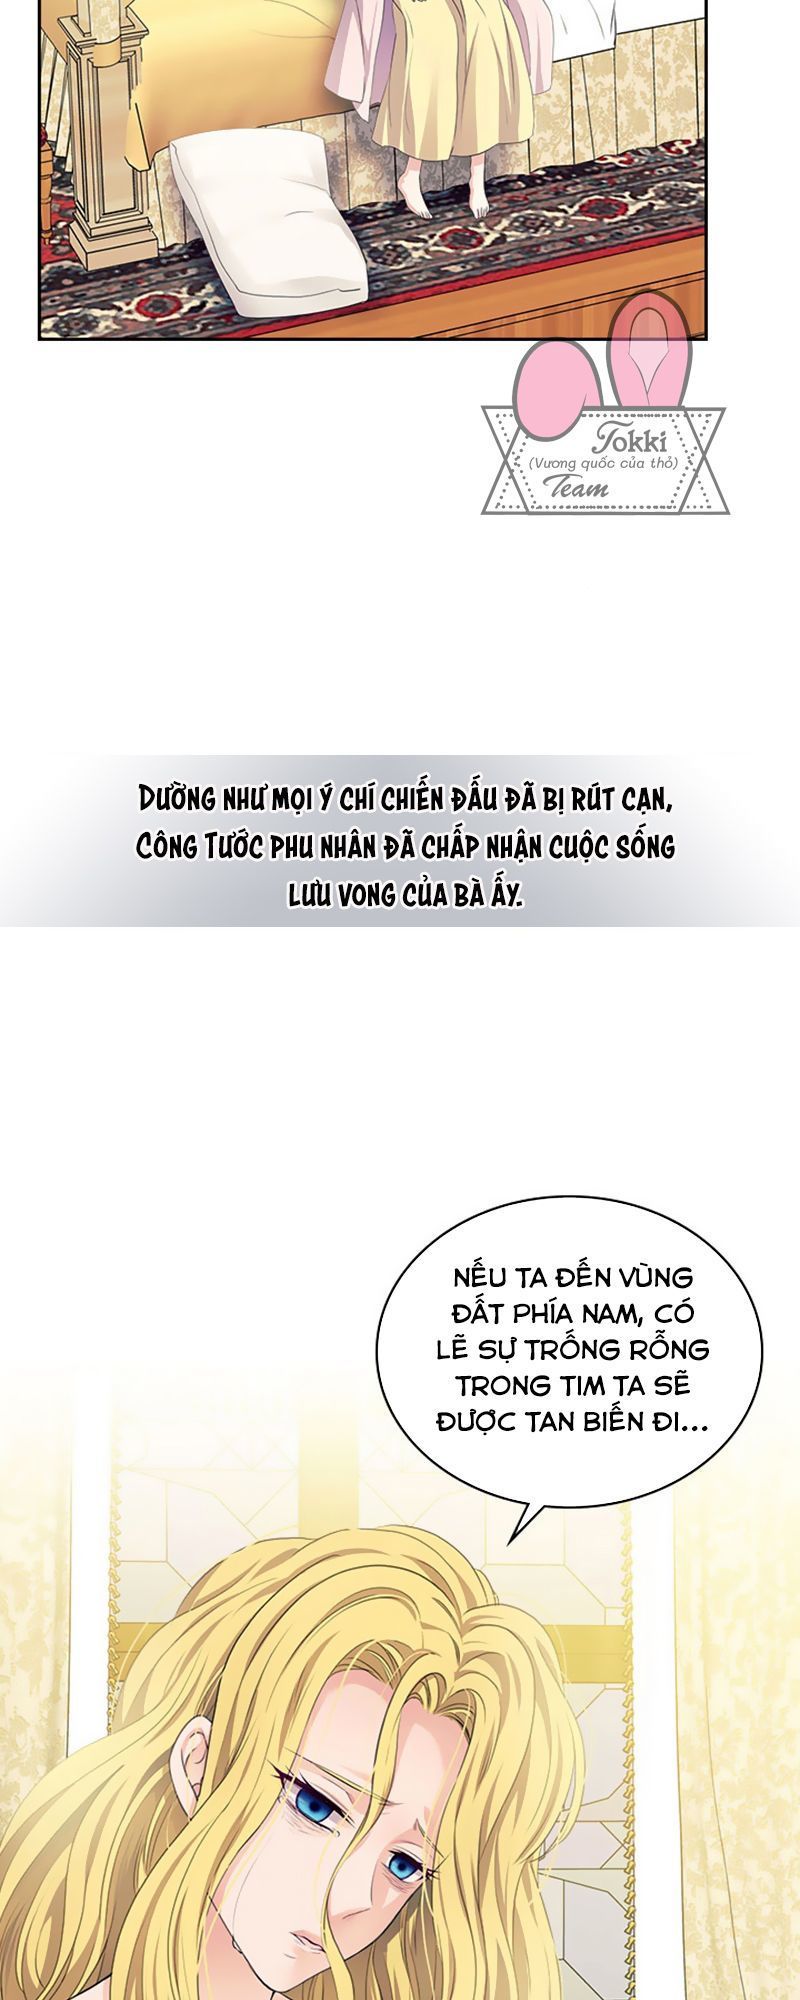 Tokki
(Vương quốc của thỏ)
Team
DƯỜNG NHƯ MỌI Ý CHÍ CHIẾN ĐẤU ĐÃ BỊ RÚT CẠN,
CÔNG TƯỚC PHU NHÂN ĐÃ CHẤP NHẬN CUỘC SỐNG
LƯU VONG CỦA BÀ ẤY.
NẾU TA ĐẾN VÙNG
ĐẤT PHÍA NAM, CÓ
LẼ SỰ TRỐNG RỖNG
TRONG TIM TA SẼ
ĐƯỢC TAN BIẾN ĐI...